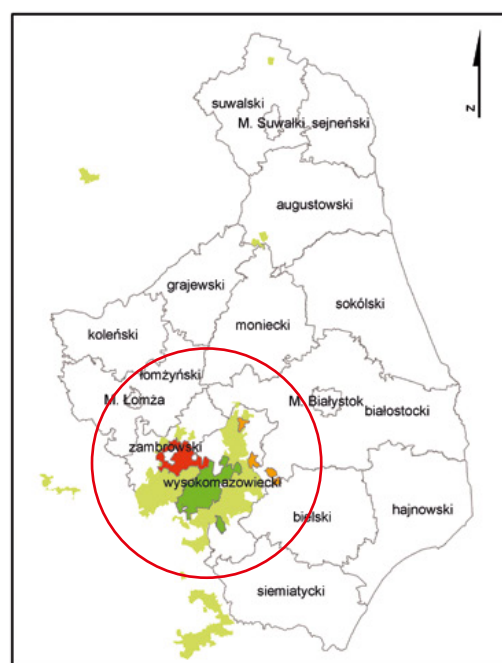 suwalski
M. Suwałki
sejneński
z
augustowski
grajewski
sokólski
moniecki
koleński
łomżyński
M. Łomża
M. Białystok
białostocki
zambrowski
wysokomazowiecki
bielski
hajnowski
siemiatycki